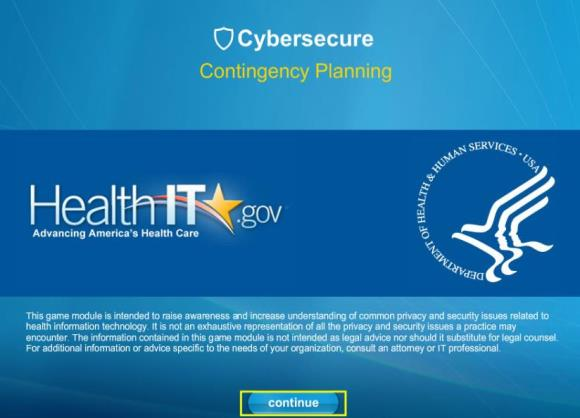 Cybersecure
Contingency Planning
HealthIT.gov
Advancing America's Health Care
DEPARTMENT OF HEALTH & HUMAN SERVICES • USA
This game module is intended to raise awareness and increase understanding of common privacy and security issues related to
health information technology. It is not an exhaustive representation of all the privacy and security issues a practice may
encounter. The information contained in this game module is not intended as legal advice nor should it substitute for legal counsel.
For additional information or advice specific to the needs of your organization, consult an attorney or IT professional.
continue